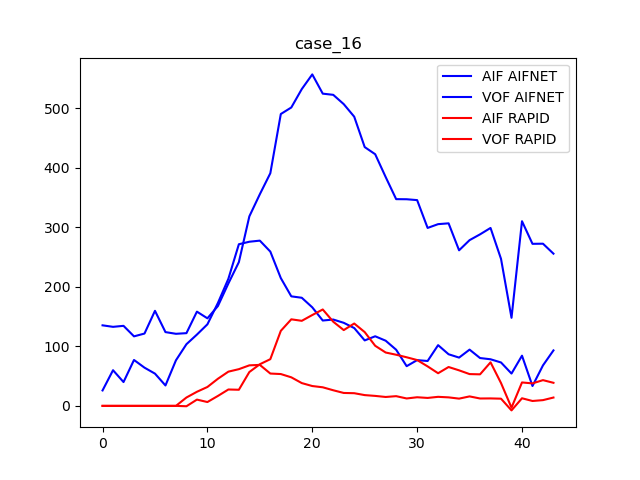 case_16
AIF AIFNET
VOF AIFNET
AIF RAPID
VOF RAPID
500
400
300
200
100
0
0 10 20 30 40